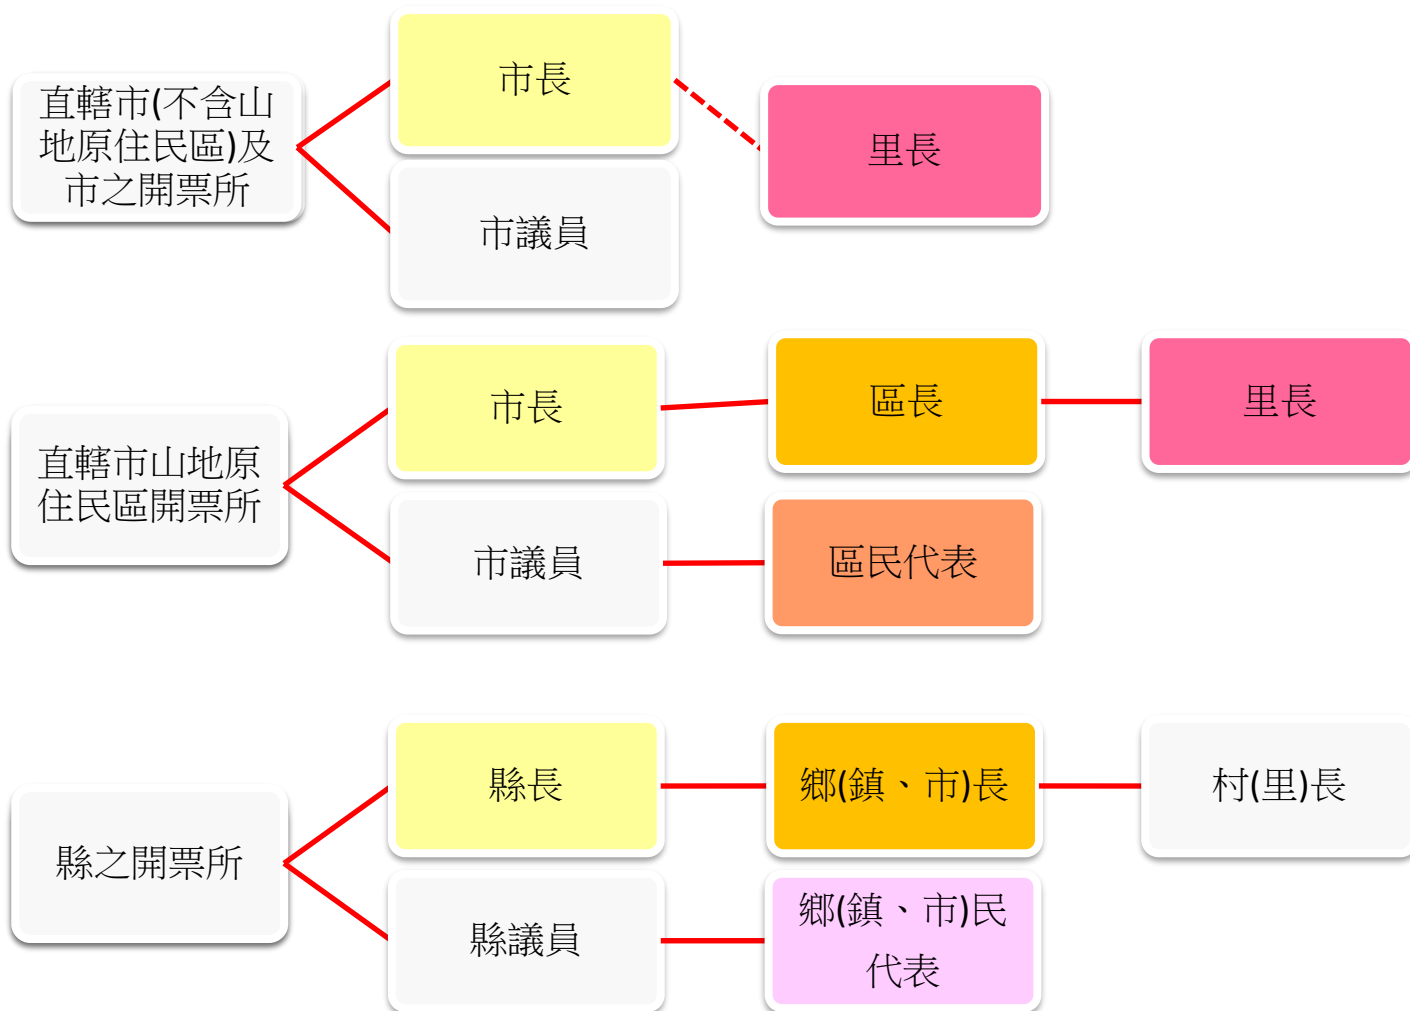 直轄市(不含山
地原住民區)及
市之開票所
市長
市議員
里長
直轄市山地原
住民區開票所
市長
區長
里長
市議員
區民代表
縣之開票所
縣長
鄉(鎮、市)長
村(里)長
縣議員
鄉(鎮、市)民
代表